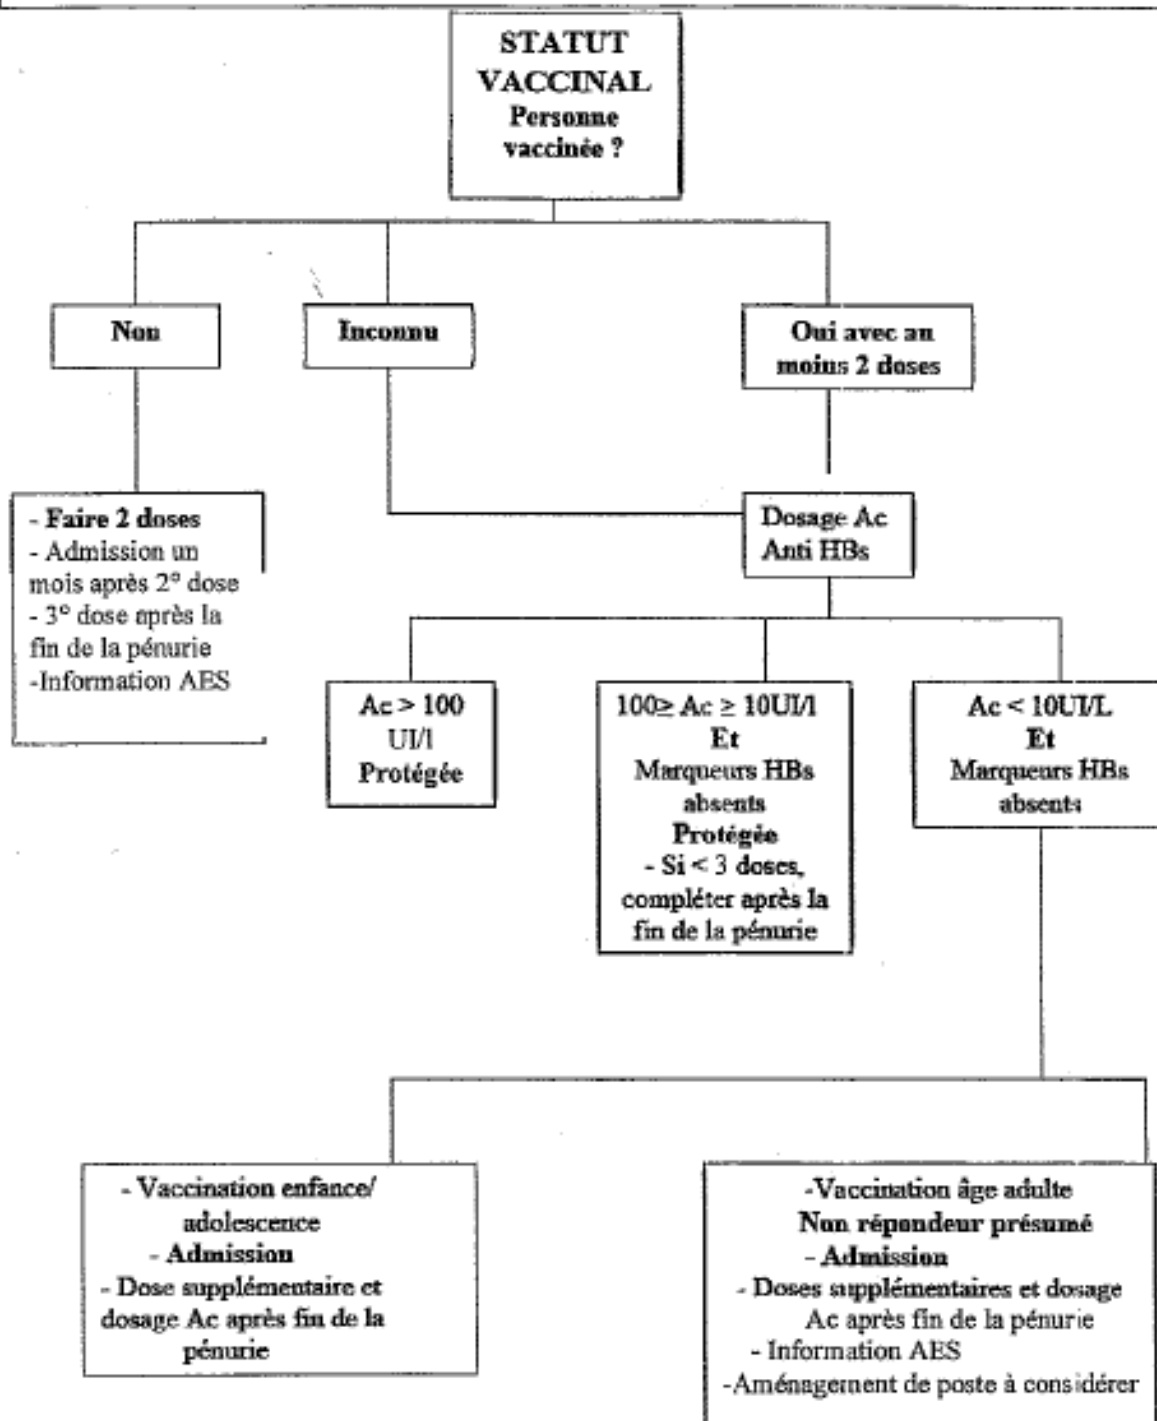 STATUT
VACCINAL
Personne
vaccinée ?
Non
Inconnu
Oui avec au
moins 2 doses
- Faire 2 doses
- Admission un
mois après 2° dose
- 3° dose après la
fin de la pénurie
-Information AES
Dosage Ac
Anti HBs
Ac > 100
UI/l
Protégée
100≥ Ac ≥ 10UI/l
Et
Marqueurs HBs
absents
Protégée
- Si < 3 doses,
compléter après la
fin de la pénurie
Ac < 10UI/L
Et
Marqueurs HBs
absents
- Vaccination enfance/
adolescence
- Admission
- Dose supplémentaire et
dosage Ac après fin de la
pénurie
-Vaccination âge adulte
Non répondeur présumé
- Admission
- Doses supplémentaires et dosage
Ac après fin de la pénurie
- Information AES
-Aménagement de poste à considérer